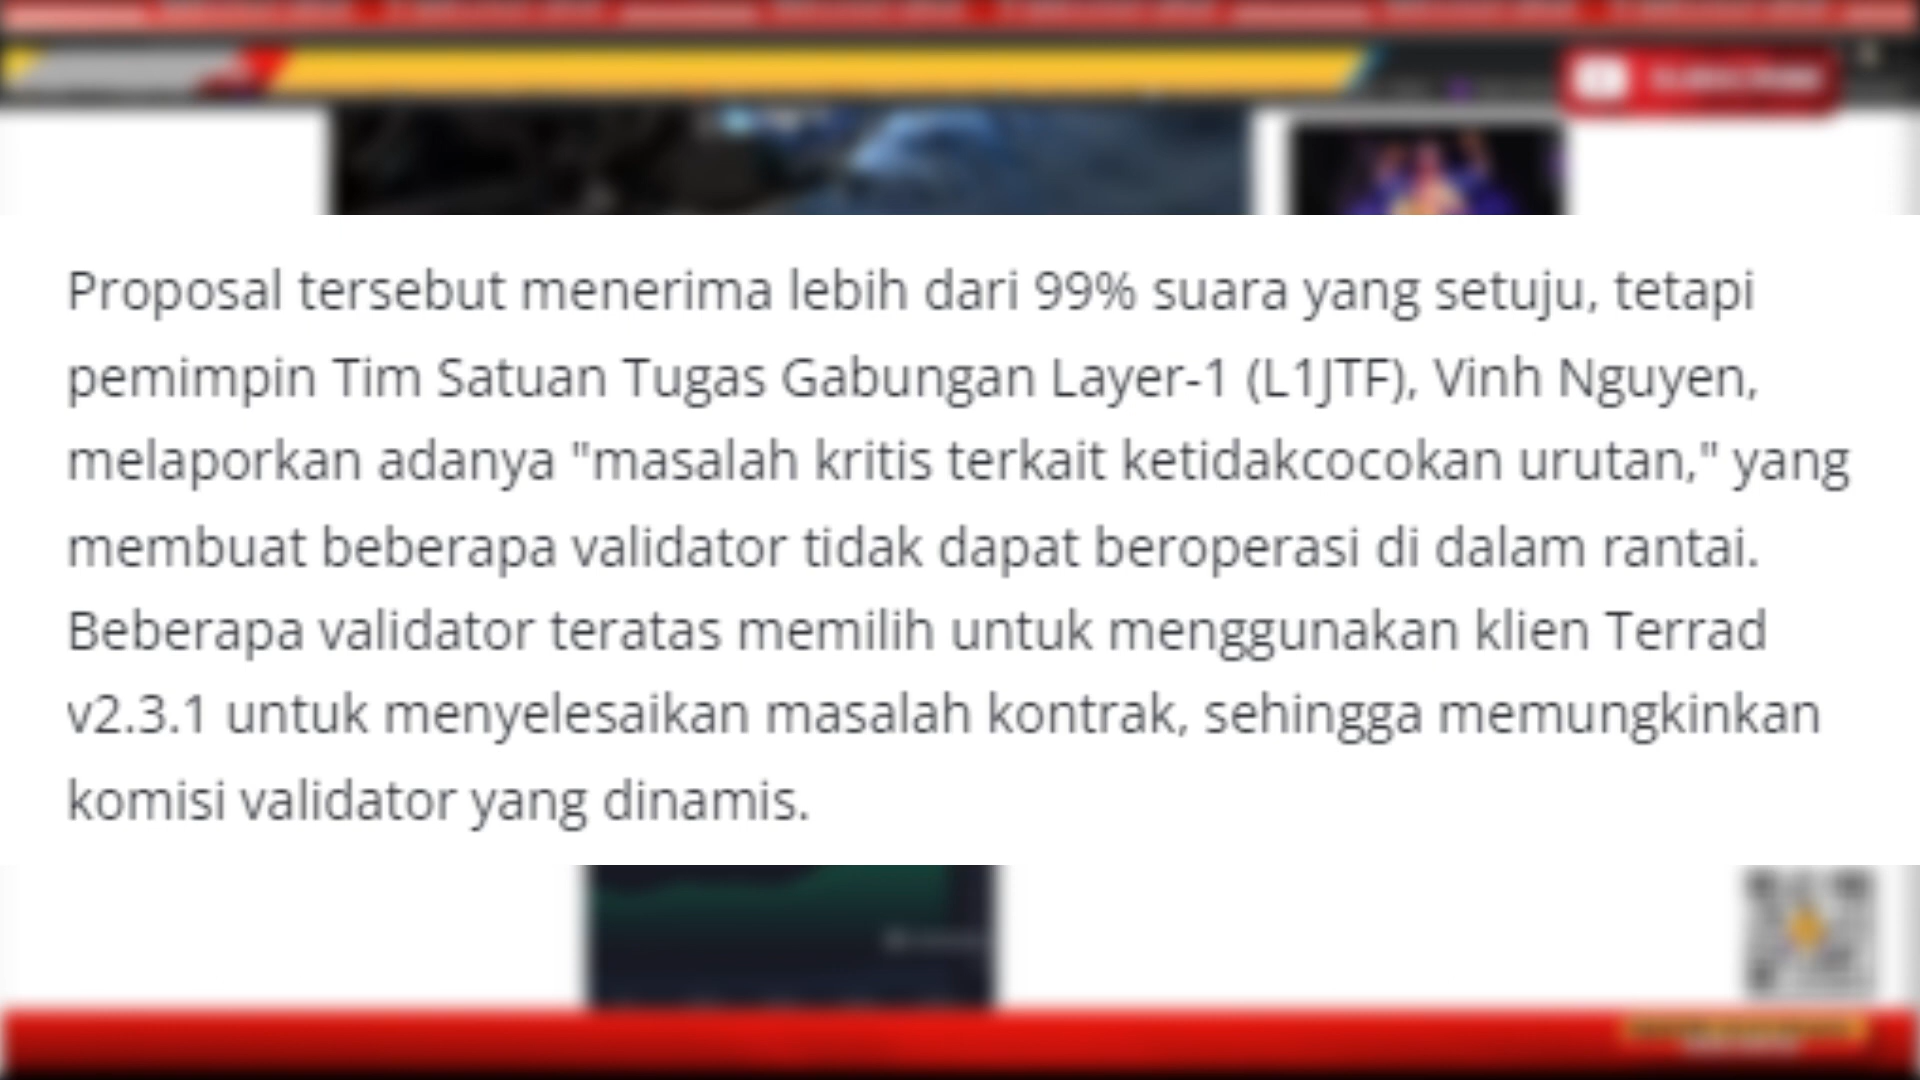 Proposal tersebut menerima lebih dari 99% suara yang setuju, tetapi
pemimpin Tim Satuan Tugas Gabungan Layer-1 (L1JTF), Vinh Nguyen,
melaporkan adanya "masalah kritis terkait ketidakcocokan urutan," yang
membuat beberapa validator tidak dapat beroperasi di dalam rantai.
Beberapa validator teratas memilih untuk menggunakan klien Terrad
v2.3.1 untuk menyelesaikan masalah kontrak, sehingga memungkinkan
komisi validator yang dinamis.